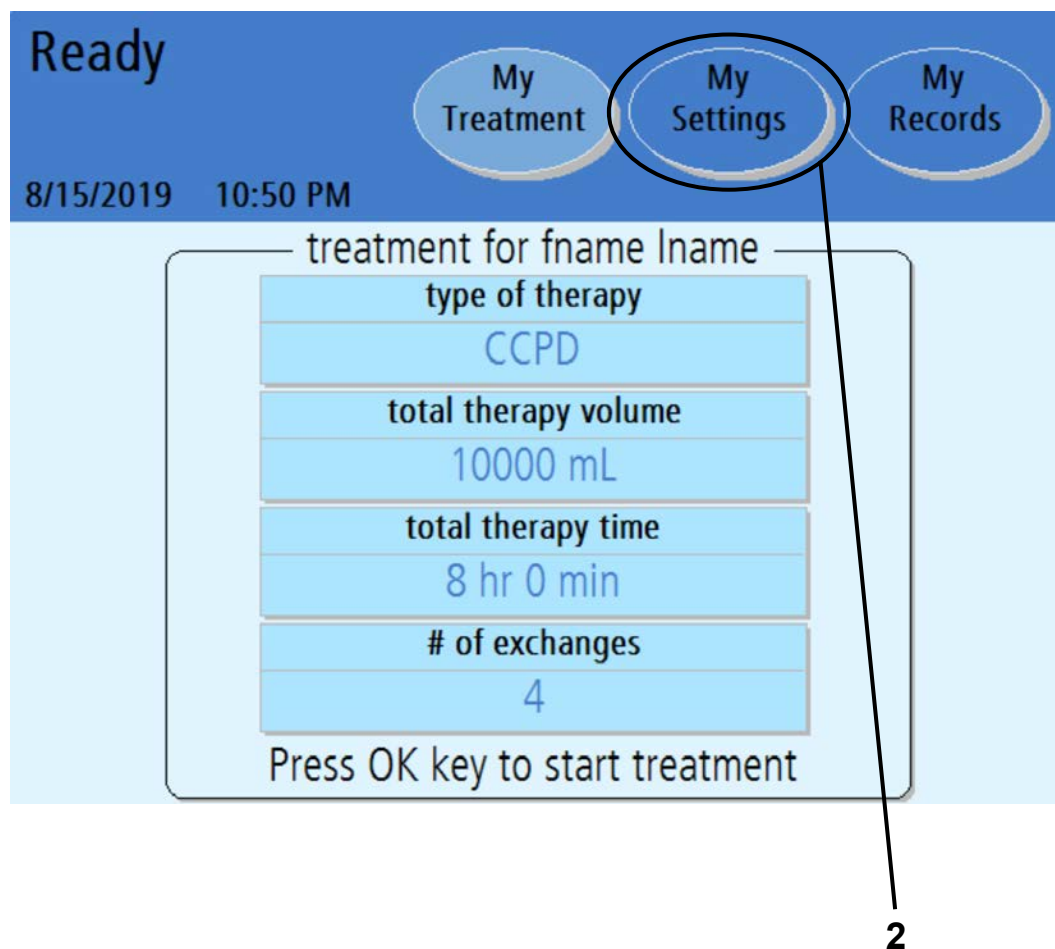 Ready
My
Treatment
My
Settings
My
Records
8/15/2019 10:50 PM
treatment for fname lname
type of therapy
CCPD
total therapy volume
10000 mL
total therapy time
8 hr 0 min
# of exchanges
4
Press OK key to start treatment
2